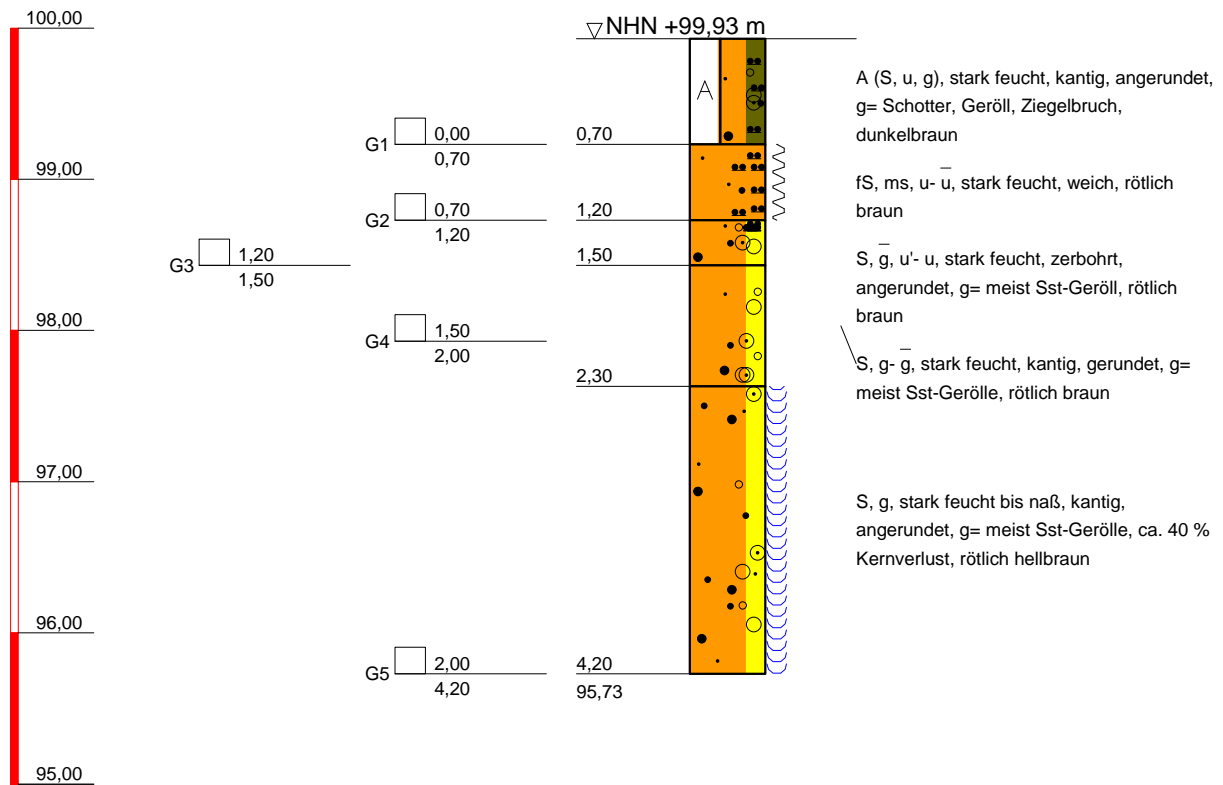 100,00
NHN +99,93 m
A (S, u, g), stark feucht, kantig, angerundet,
g= Schotter, Geröll, Ziegelbruch,
dunkelbraun
A
G1 0,00
0,70
0,70
99,00
fS, ms, u- u̅, stark feucht, weich, rötlich
braun
G2 0,70
1,20
1,20
G3 1,20
1,50
1,50
S, g̅, u'- u, stark feucht, zerbohrt,
angerundet, g= meist Sst-Geröll, rötlich
braun
98,00
G4 1,50
2,00
S, g- g̅, stark feucht, kantig, gerundet, g=
meist Sst-Gerölle, rötlich braun
2,30
97,00
S, g, stark feucht bis naß, kantig,
angerundet, g= meist Sst-Gerölle, ca. 40 %
Kernverlust, rötlich hellbraun
96,00
G5 2,00
4,20
4,20
95,73
95,00